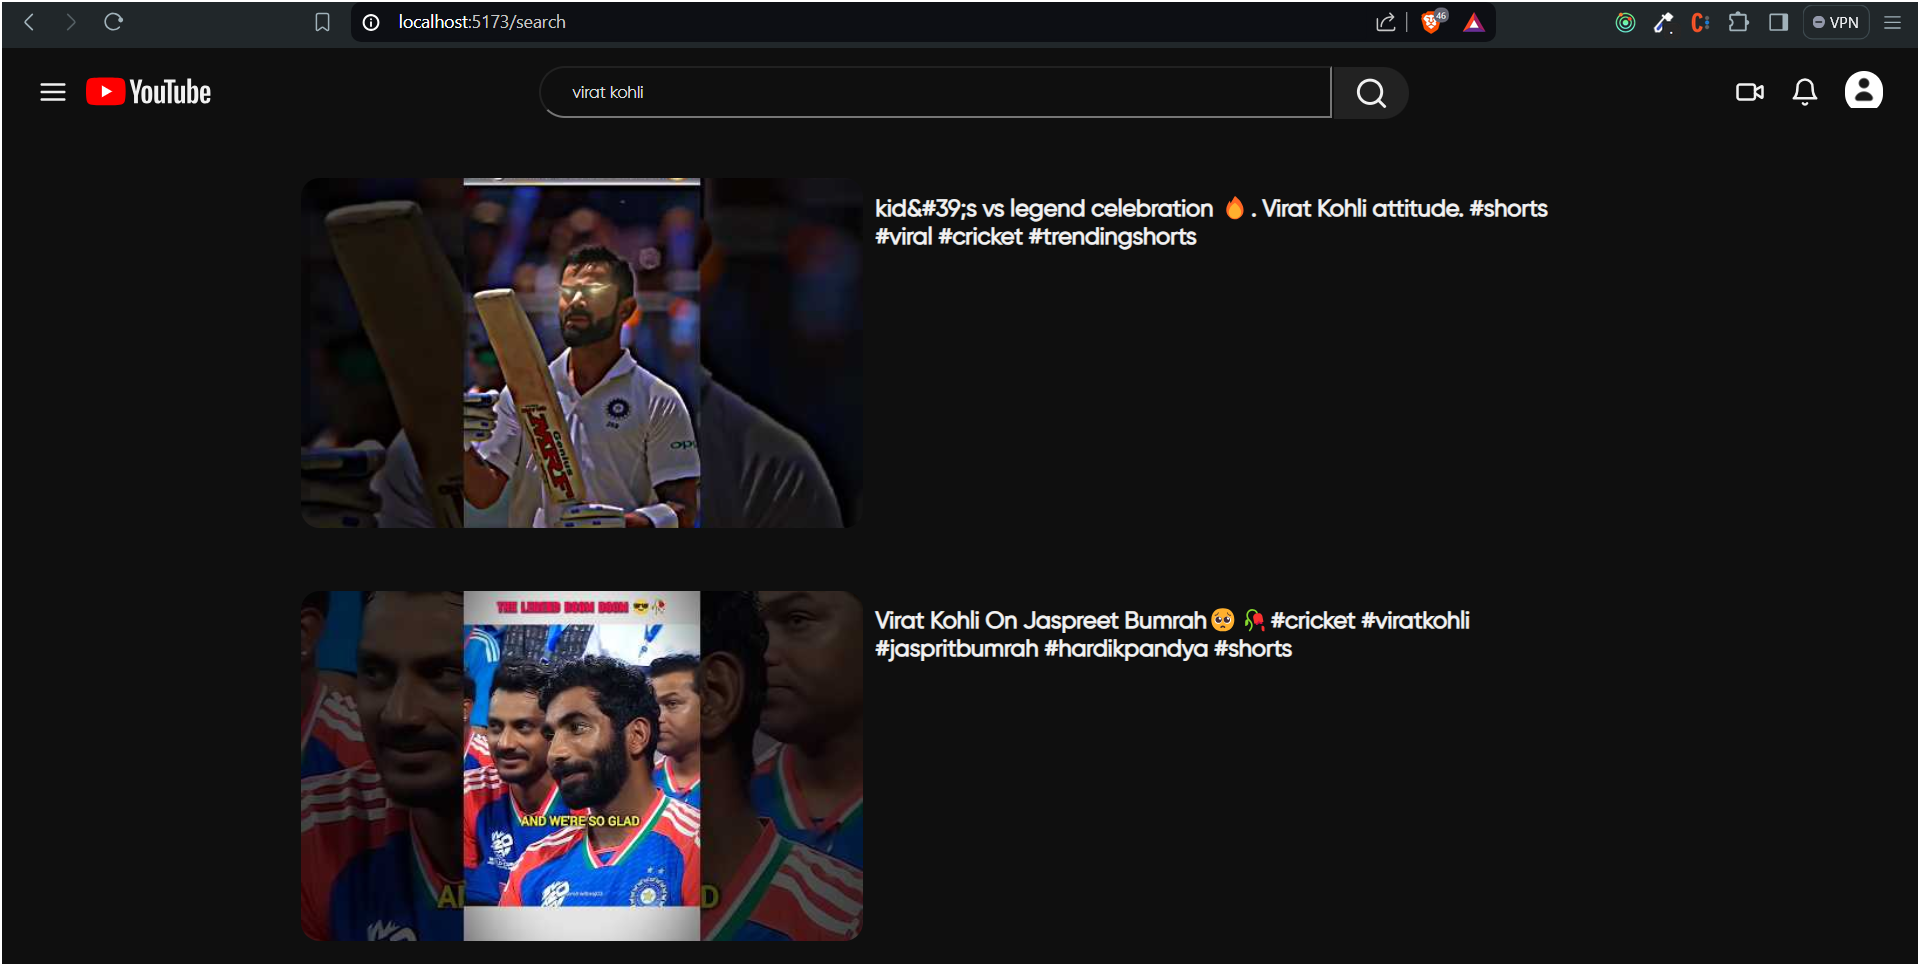 localhost:5173/search
46
VPN
YouTube
virat kohli
kid&#39;s vs legend celebration 🔥. Virat Kohli attitude. #shorts
#viral #cricket #trendingshorts
Genius
MRF
THE LEGEND BOOM BOOM 😎🥀
Virat Kohli On Jaspreet Bumrah🥺🥀#cricket #viratkohli
#jaspritbumrah #hardikpandya #shorts
AND WE'RE SO GLAD